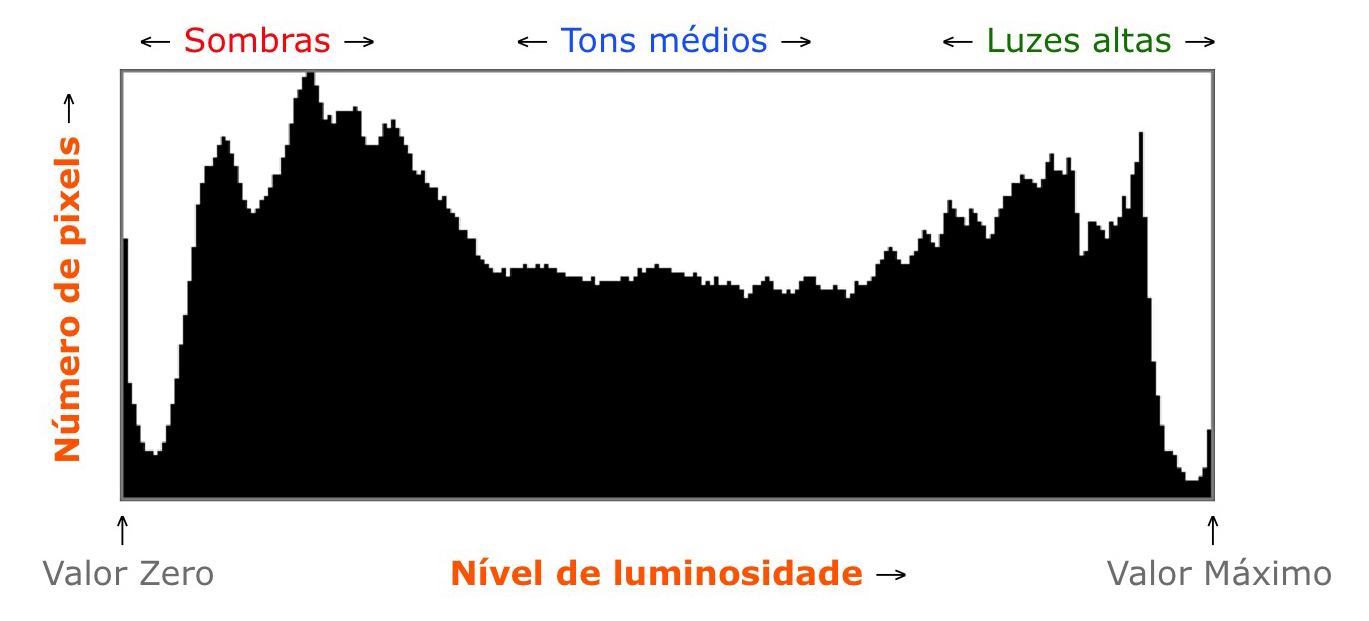 ← Sombras →
← Tons médios →
← Luzes altas →
Número de pixels →
Valor Zero
Nível de luminosidade →
Valor Máximo